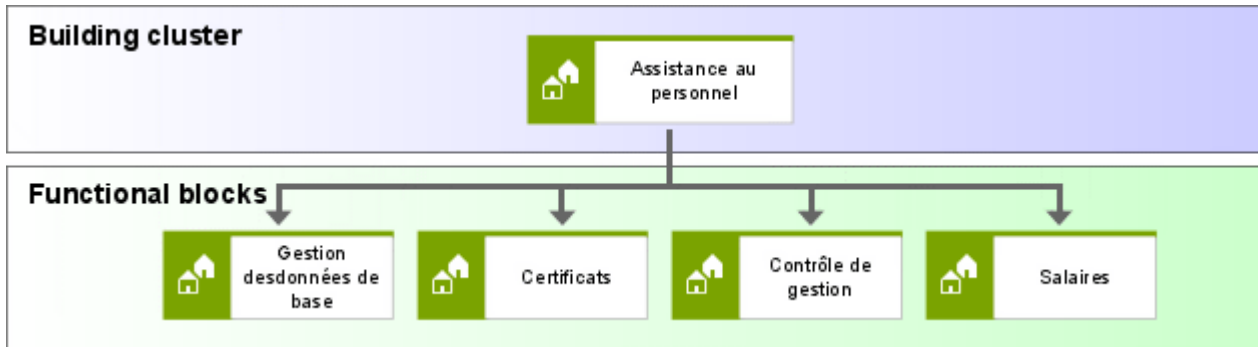 Building cluster
Assistance au
personnel
Functional blocks
Gestion
desdonnées de
base
Certificats
Contrôle de
gestion
Salaires